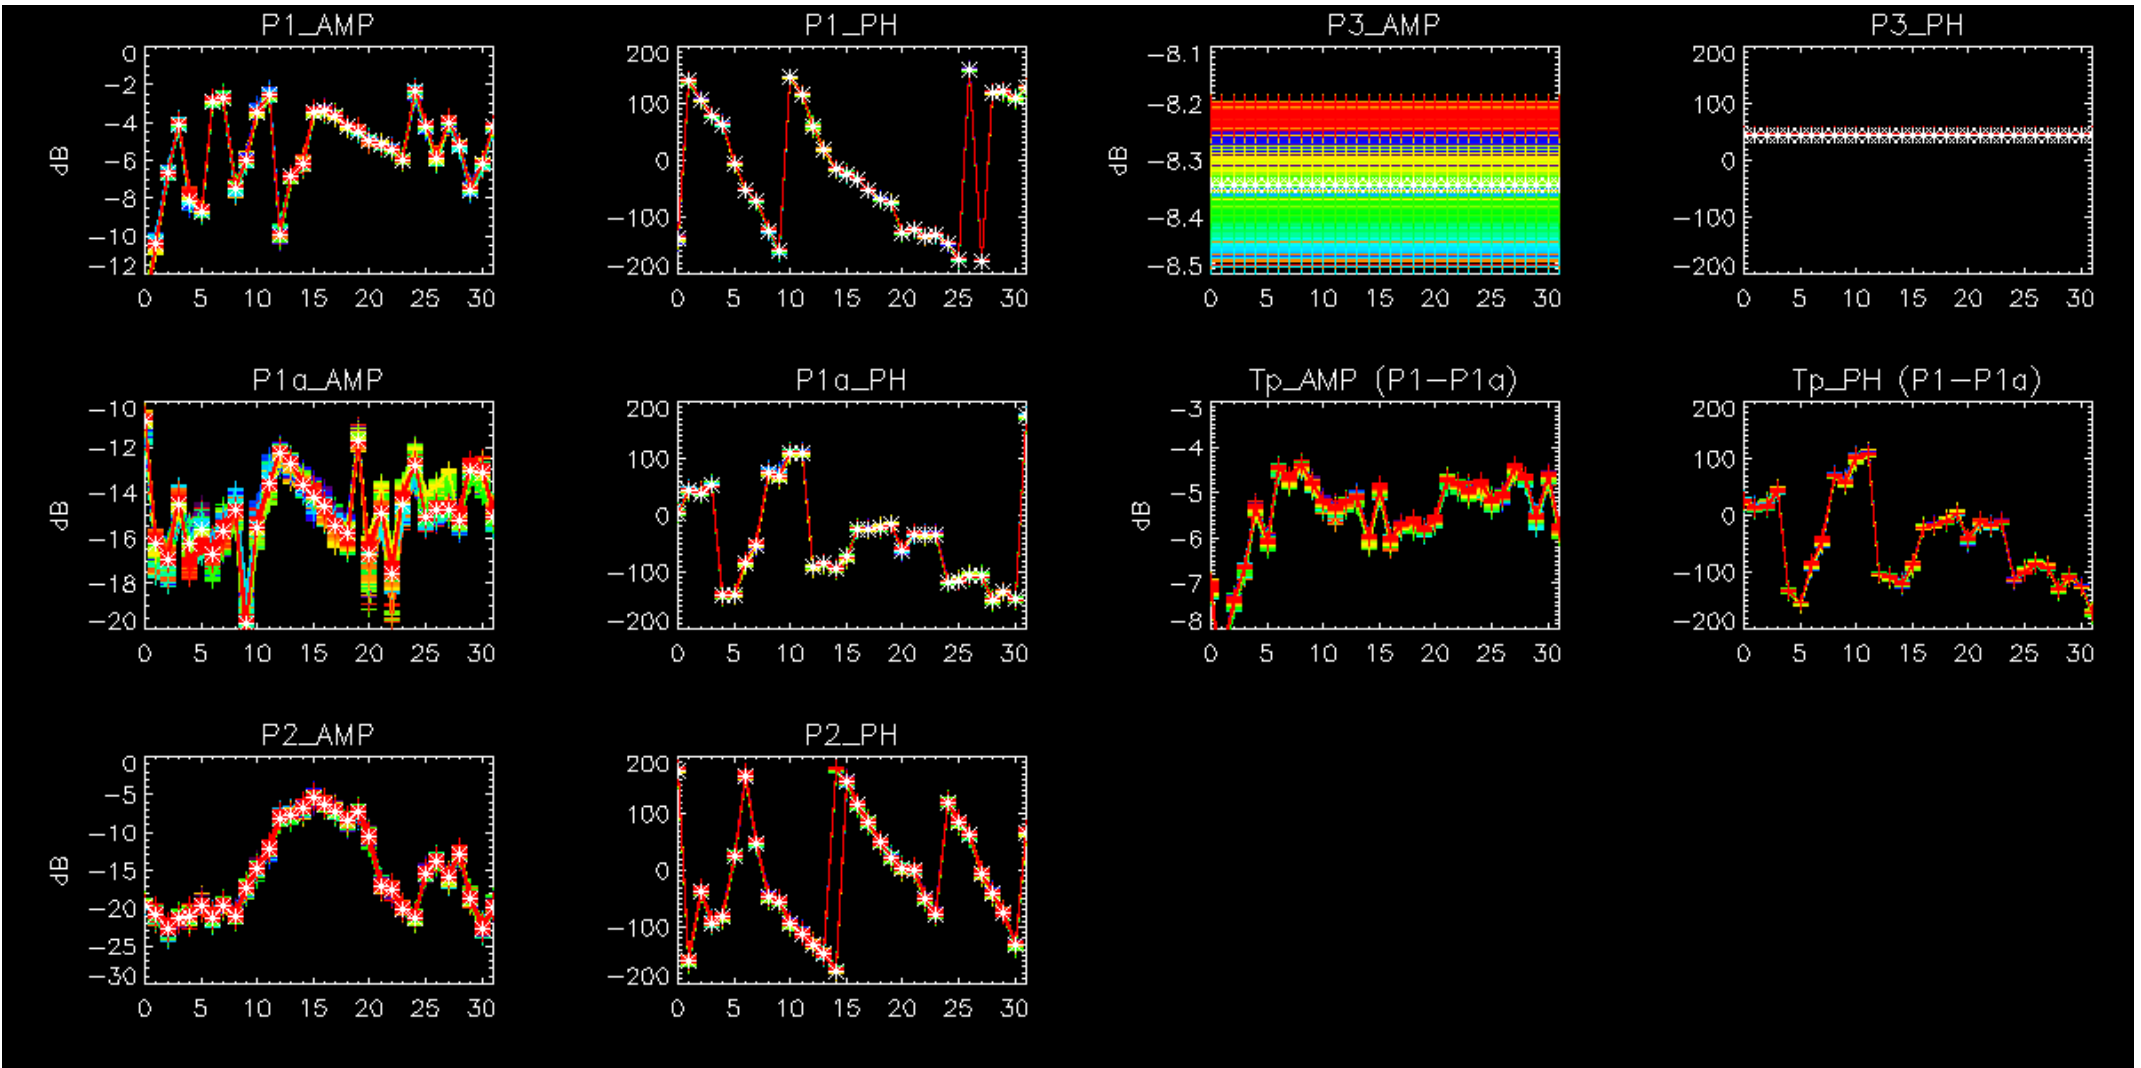 P1_AMP
P1_PH
P3_AMP
P3_PH
dB
0
-2
-4
-6
-8
-10
-12
0 5 10 15 20 25 30
200
100
0
-100
-200
0 5 10 15 20 25 30
dB
-8.1
-8.2
-8.3
-8.4
-8.5
0 5 10 15 20 25 30
200
100
0
-100
-200
0 5 10 15 20 25 30
P1a_AMP
P1a_PH
Tp_AMP (P1-P1a)
Tp_PH (P1-P1a)
dB
-10
-12
-14
-16
-18
-20
0 5 10 15 20 25 30
200
100
0
-100
-200
0 5 10 15 20 25 30
dB
-3
-4
-5
-6
-7
-8
0 5 10 15 20 25 30
200
100
0
-100
-200
0 5 10 15 20 25 30
P2_AMP
P2_PH
dB
0
-5
-10
-15
-20
-25
-30
0 5 10 15 20 25 30
200
100
0
-100
-200
0 5 10 15 20 25 30